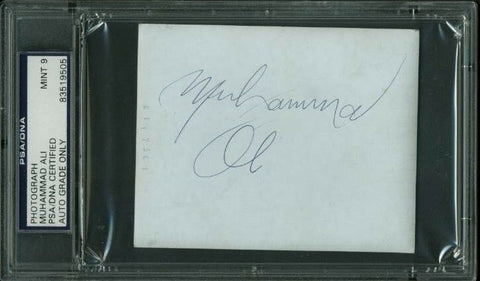 PSA/DNA
PHOTOGRAPH
MUHAMMAD ALI
PSA/DNA CERTIFIED
AUTO GRADE ONLY
MINT 9
83519505
Muhammad
Ali